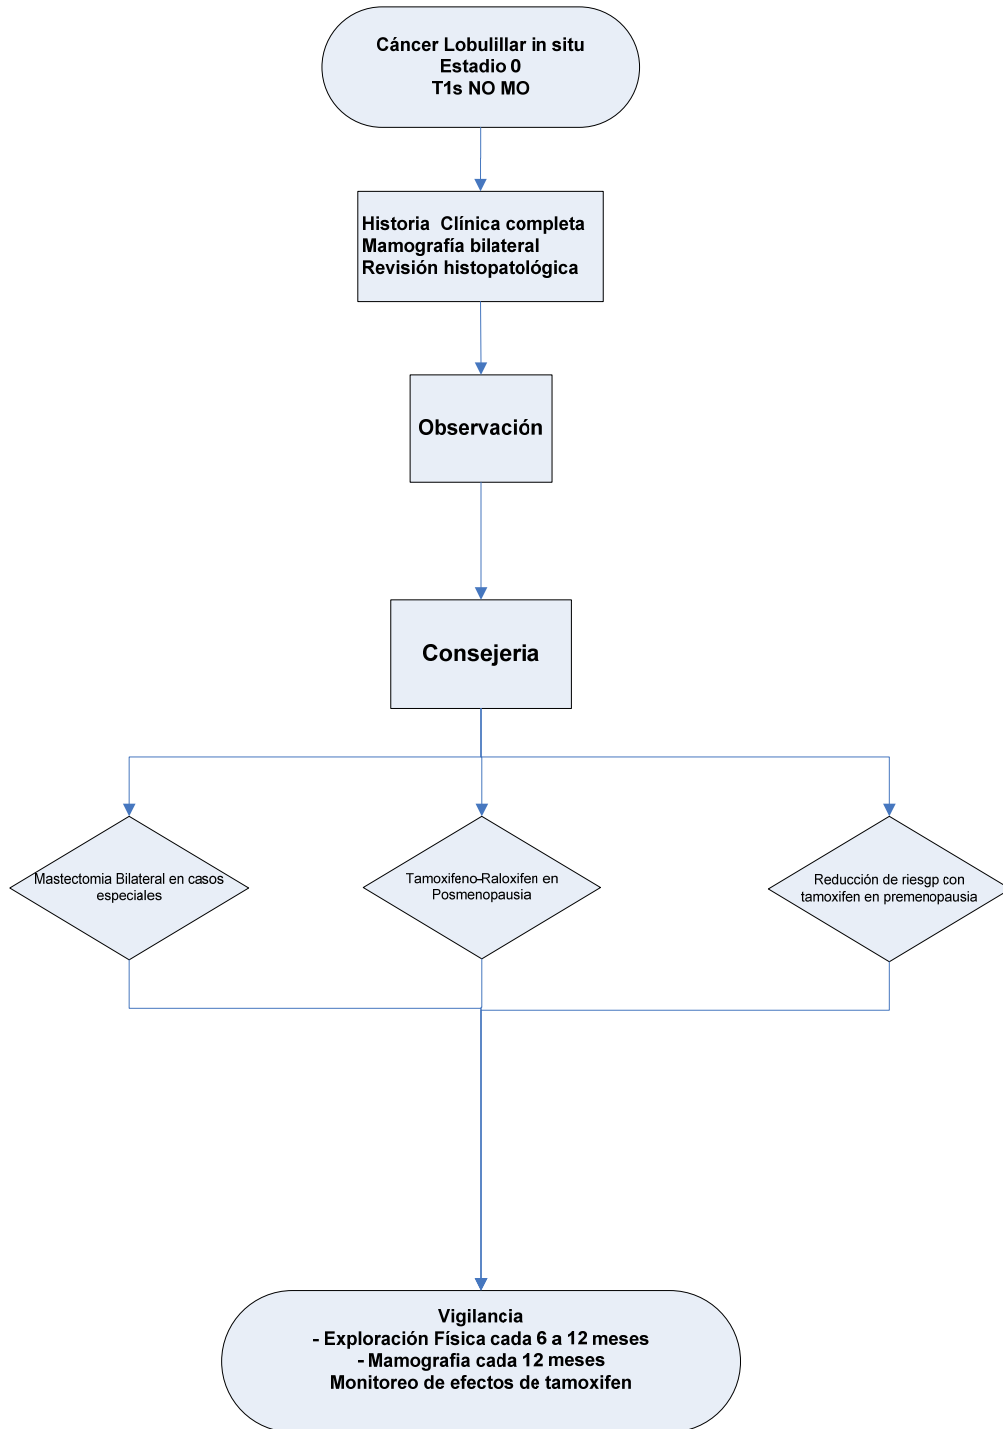 Cáncer Lobulillar in situ
Estadio 0
T1s NO MO
Historia Clínica completa
Mamografía bilateral
Revisión histopatológica
Observación
Consejeria
Mastectomia Bilateral en casos
especiales
Tamoxifeno-Raloxifen en
Posmenopausia
Reducción de riesgp con
tamoxifen en premenopausia
Vigilancia
- Exploración Física cada 6 a 12 meses
- Mamografia cada 12 meses
Monitoreo de efectos de tamoxifen